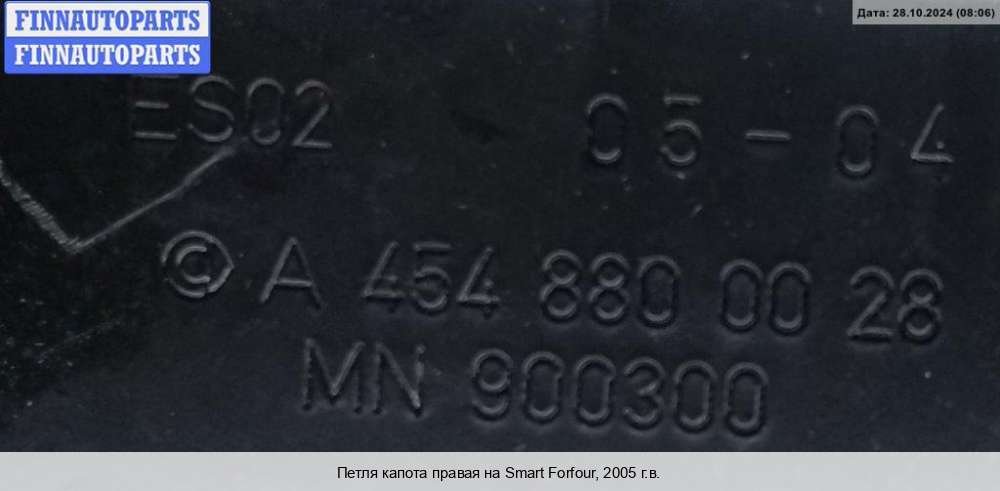 FINNAUTOPARTS
FINNAUTOPARTS
Дата: 28.10.2024 (08:06)
ES02 05-04
© A 454 880 00 28
MN 900300
Петля капота правая на Smart Forfour, 2005 г.в.